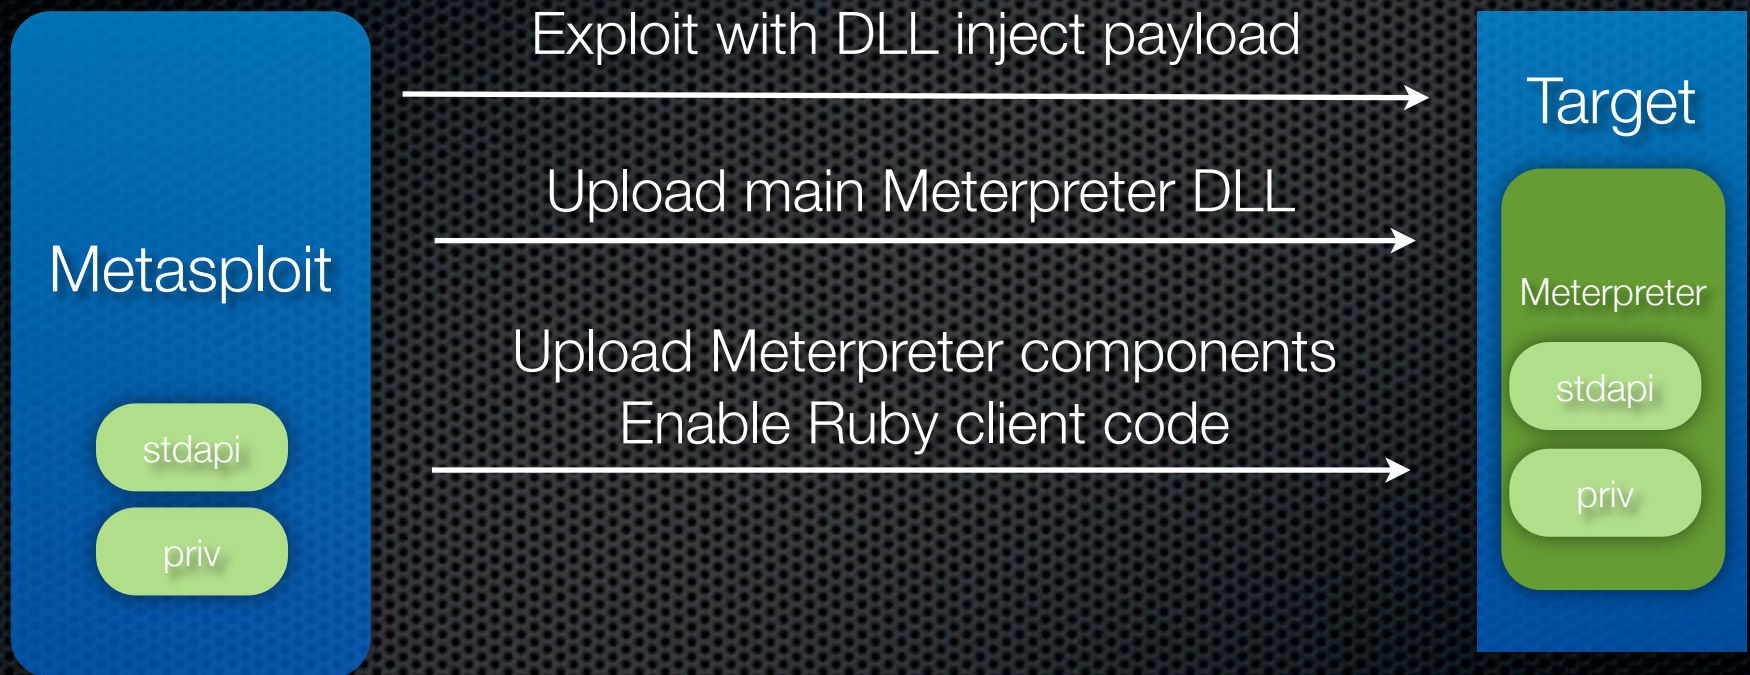 Metasploit
stdapi
priv
Exploit with DLL inject payload
Upload main Meterpreter DLL
Upload Meterpreter components
Enable Ruby client code
Target
Meterpreter
stdapi
priv